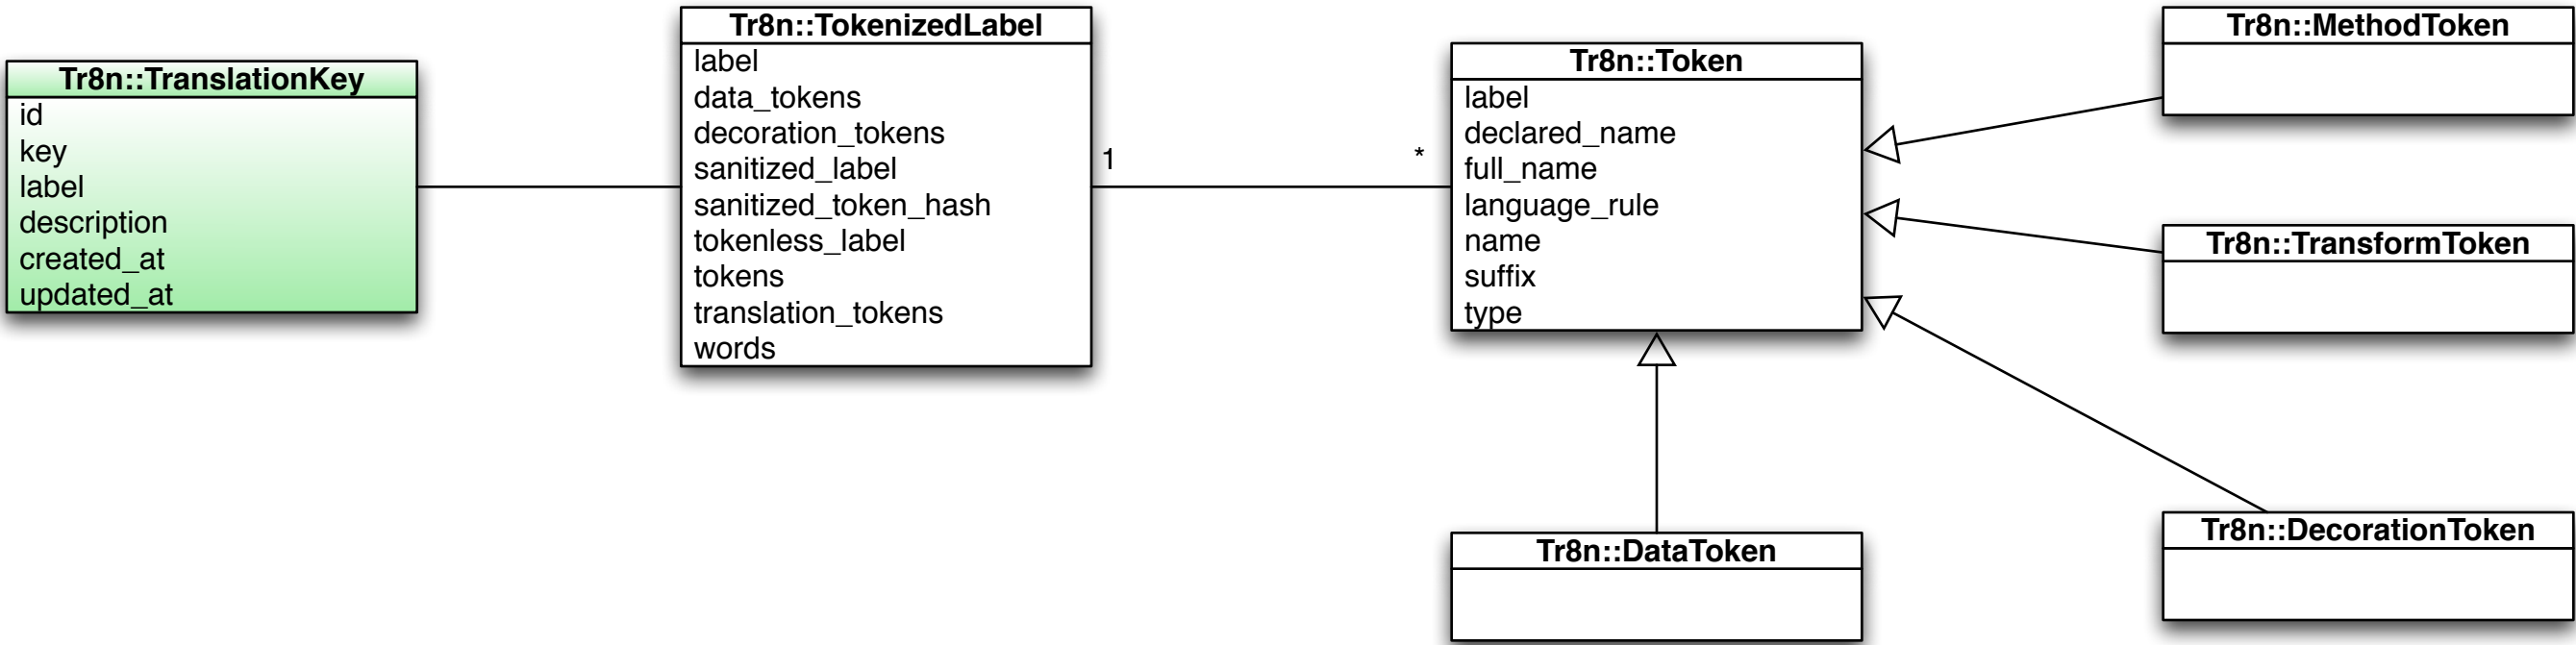 Tr8n::TranslationKey
id
key
label
description
created_at
updated_at
Tr8n::TokenizedLabel
label
data_tokens
decoration_tokens
sanitized_label
sanitized_token_hash
tokenless_label
tokens
translation_tokens
words
1
*
Tr8n::Token
label
declared_name
full_name
language_rule
name
suffix
type
Tr8n::MethodToken
Tr8n::TransformToken
Tr8n::DecorationToken
Tr8n::DataToken